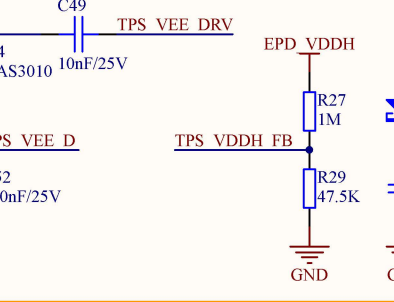 C49
TPS_VEE_DRV
EPD_VDDH
4
AS3010
10nF/25V
R27
1M
PS_VEE_D
TPS_VDDH_FB
52
0nF/25V
R29
47.5K
GND